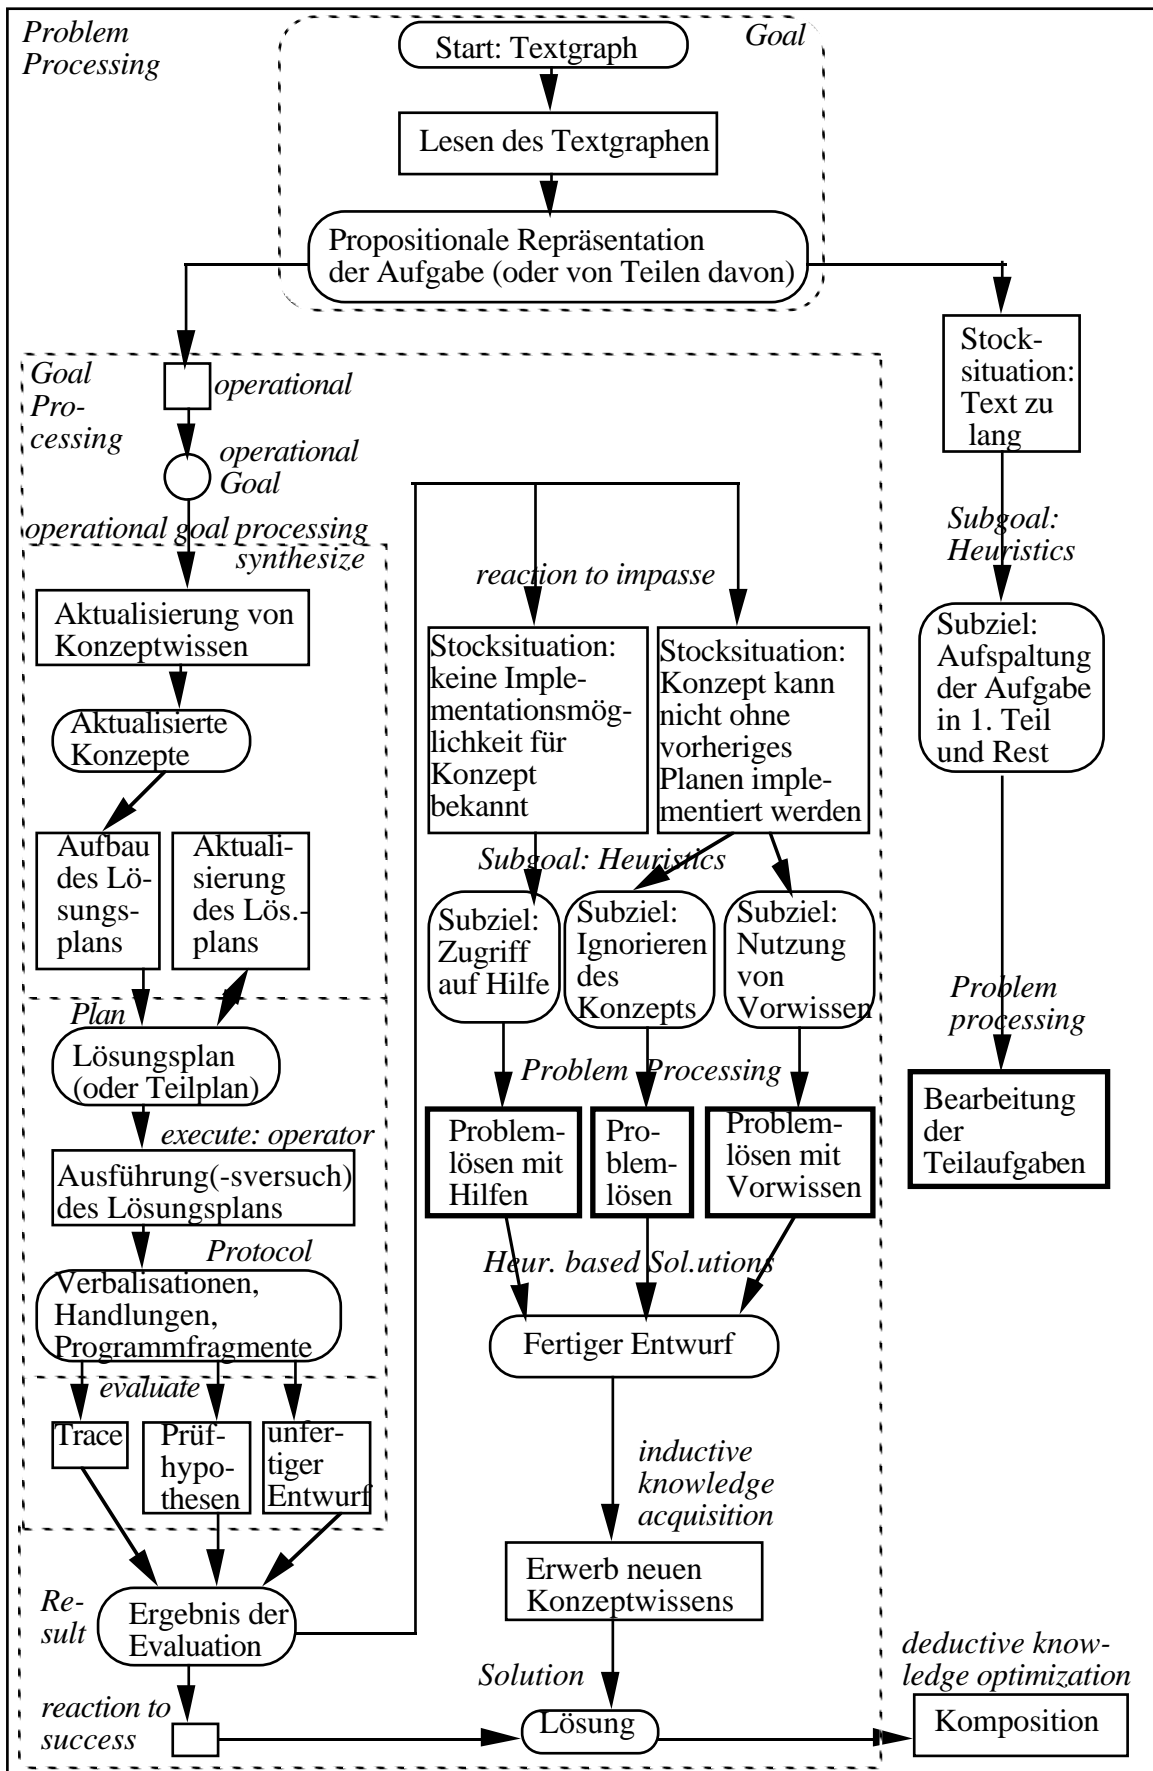 Problem
Processing
Goal
Start: Textgraph
Lesen des Textgraphen
Propositionale Repräsentation
der Aufgabe (oder von Teilen davon)
Goal
Pro-
cessing
operational
operational
Goal
operational goal processing
synthesize
Aktualisierung von
Konzeptwissen
Aktualisierte
Konzepte
Aufbau
des Lö-
sungs-
plans
Aktuali-
sierung
des Lös.-
plans
Plan
Lösungsplan
(oder Teilplan)
execute: operator
Ausführung(-sversuch)
des Lösungsplans
Protocol
Verbalisationen,
Handlungen,
Programmfragmente
evaluate
Trace
Prüf-
hypo-
thesen
unfer-
tiger
Entwurf
Re-
sult
Ergebnis der
Evaluation
reaction to
success
reaction to impasse
Stocksituation:
keine Imple-
mentationsmög-
lichkeit für
Konzept
bekannt
Stocksituation:
Konzept kann
nicht ohne
vorheriges
Planen imple-
mentiert werden
Subgoal: Heuristics
Subziel:
Zugriff
auf Hilfe
Subziel:
Ignorieren
des
Konzepts
Subziel:
Nutzung
von
Vorwissen
Problem Processing
Problem-
lösen mit
Hilfen
Pro-
blem-
lösen
Problem-
lösen mit
Vorwissen
Heur. based Sol.utions
Fertiger Entwurf
inductive
knowledge
acquisition
Erwerb neuen
Konzeptwissens
Solution
Lösung
Stock-
situation:
Text zu
lang
Subgoal:
Heuristics
Subziel:
Aufspaltung
der Aufgabe
in 1. Teil
und Rest
Problem
processing
Bearbeitung
der
Teilaufgaben
deductive know-
ledge optimization
Komposition